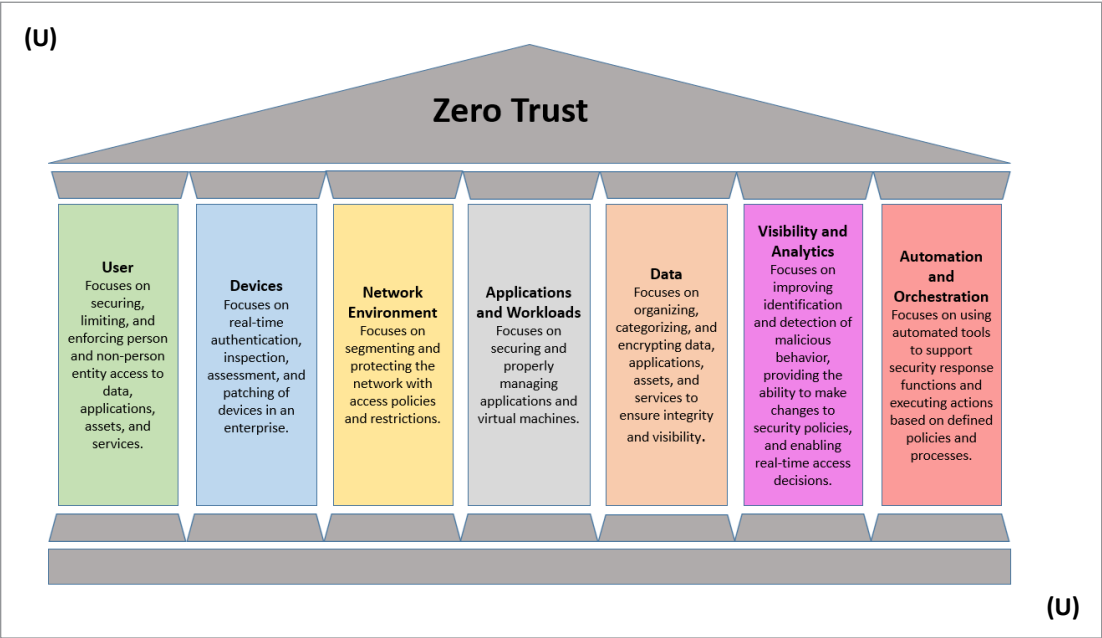 (U)
Zero Trust
User
Focuses on
securing,
limiting, and
enforcing person
and non-person
entity access to
data,
applications,
assets, and
services.
Devices
Focuses on
real-time
authentication,
inspection,
assessment, and
patching of
devices in an
enterprise.
Network
Environment
Focuses on
segmenting and
protecting the
network with
access policies
and restrictions.
Applications
and Workloads
Focuses on
securing and
properly
managing
applications and
virtual machines.
Data
Focuses on
organizing,
categorizing, and
encrypting data,
applications,
assets, and
services to
ensure integrity
and visibility.
Visibility and
Analytics
Focuses on
improving
identification
and detection of
malicious
behavior,
providing the
ability to make
changes to
security policies,
and enabling
real-time access
decisions.
Automation
and
Orchestration
Focuses on using
automated tools
to support
security response
functions and
executing actions
based on defined
policies and
processes.
(U)